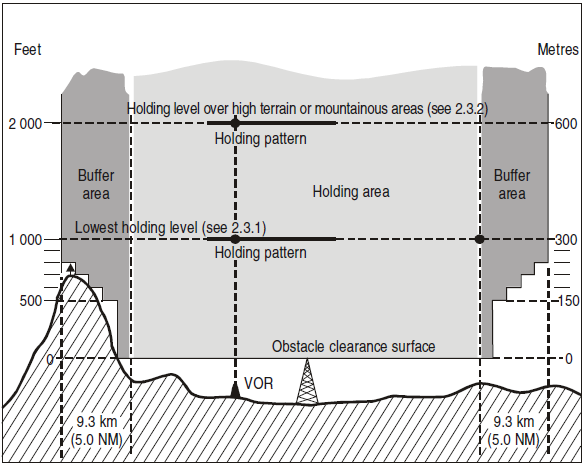 Feet
Metres
Holding level over high terrain or mountainous areas (see 2.3.2)
2 000
600
Holding pattern
Buffer
area
Holding area
Buffer
area
Lowest holding level (see 2.3.1)
1 000
300
Holding pattern
500
150
Obstacle clearance surface
0
0
VOR
9.3 km
(5.0 NM)
9.3 km
(5.0 NM)